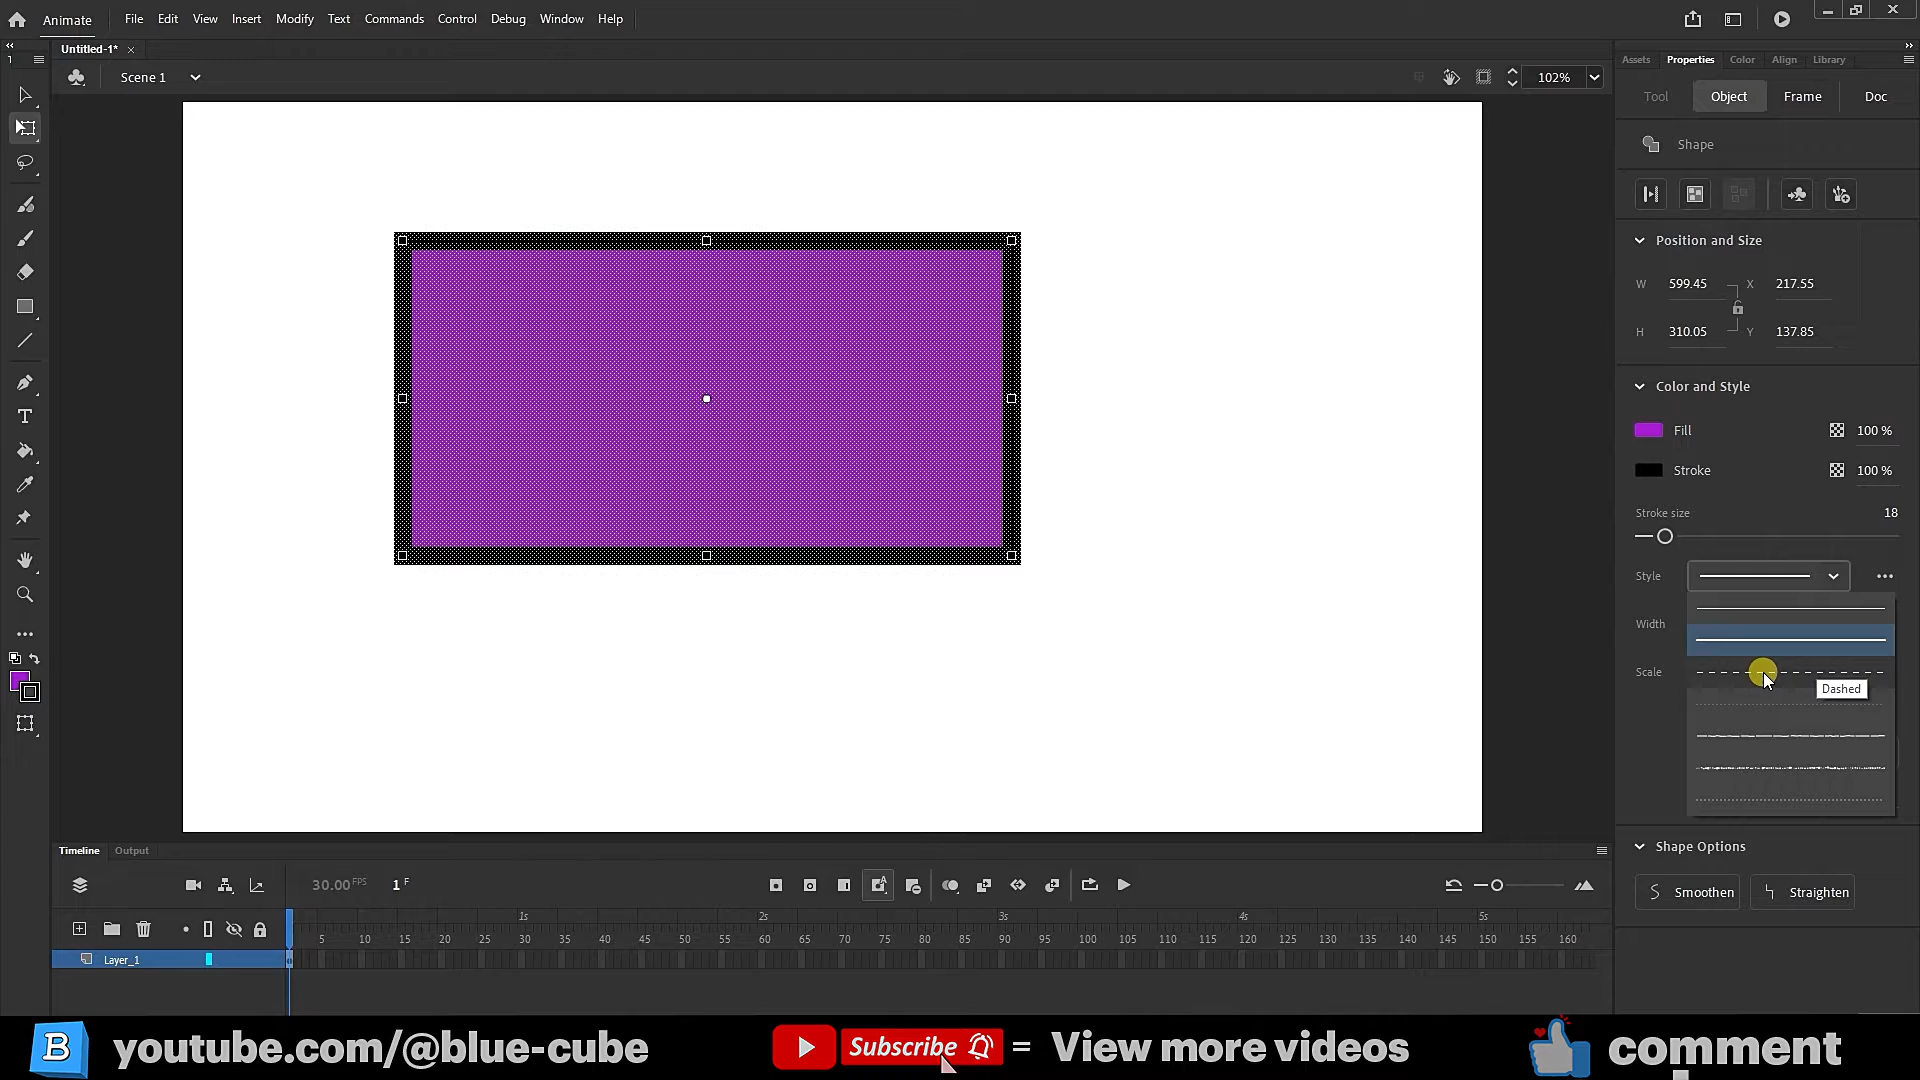 Animate File Edit View Insert Modify Text Commands Control Debug Window Help
Untitled-1* ×
Scene 1 102%
Assets Properties Color Align Library
Tool Object Frame Doc
Shape
Position and Size
W 599.45 X 217.55
H 310.05 Y 137.85
Color and Style
Fill 100 %
Stroke 100 %
Stroke size 18
Style
Width
Scale
Dashed
Shape Options
Smoothen Straighten
Timeline Output
30.00 FPS 1 F
1s 2s 3s 4s 5s
5 10 15 20 25 30 35 40 45 50 55 60 65 70 75 80 85 90 95 100 105 110 115 120 125 130 135 140 145 150 155 160
Layer_1
B youtube.com/@blue-cube Subscribe = View more videos comment